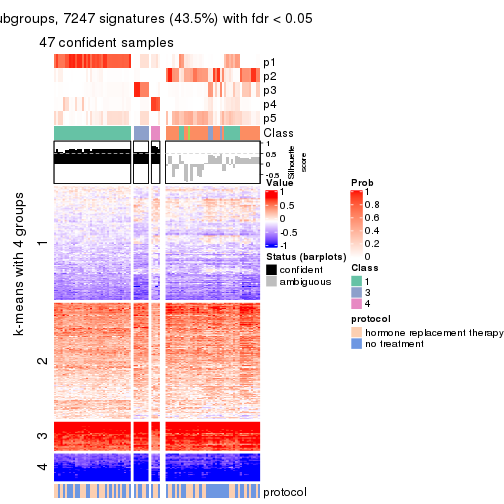 ubgroups, 7247 signatures (43.5%) with fdr < 0.05
47 confident samples
p1
p2
p3
p4
p5
Class
1
0.5
0
-0.5
Silhouette
score
k-means with 4 groups
1
2
3
4
Value
1
0.5
0
-0.5
-1
Status (barplots)
confident
ambiguous
Prob
1
0.8
0.6
0.4
0.2
0
Class
1
3
4
protocol
hormone replacement therapy
no treatment
protocol